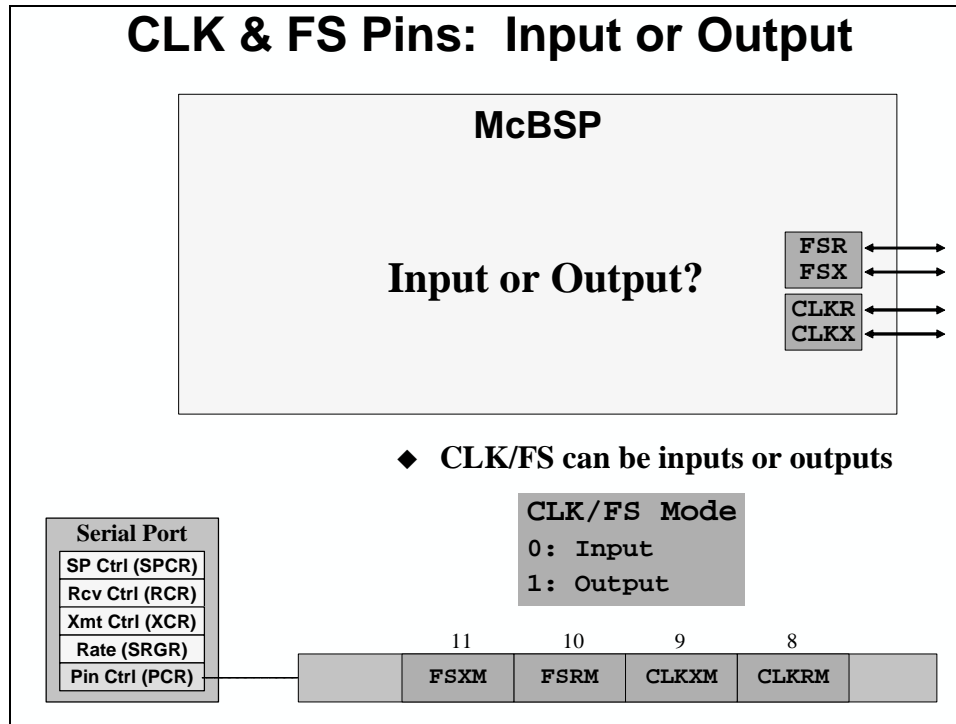 CLK & FS Pins: Input or Output
McBSP
Input or Output?
FSR
FSX
CLKR
CLKX
◆ CLK/FS can be inputs or outputs
CLK/FS Mode
0: Input
1: Output
Serial Port
SP Ctrl (SPCR)
Rcv Ctrl (RCR)
Xmt Ctrl (XCR)
Rate (SRGR)
Pin Ctrl (PCR)
11 10 9 8
FSXM FSRM CLKXM CLKRM